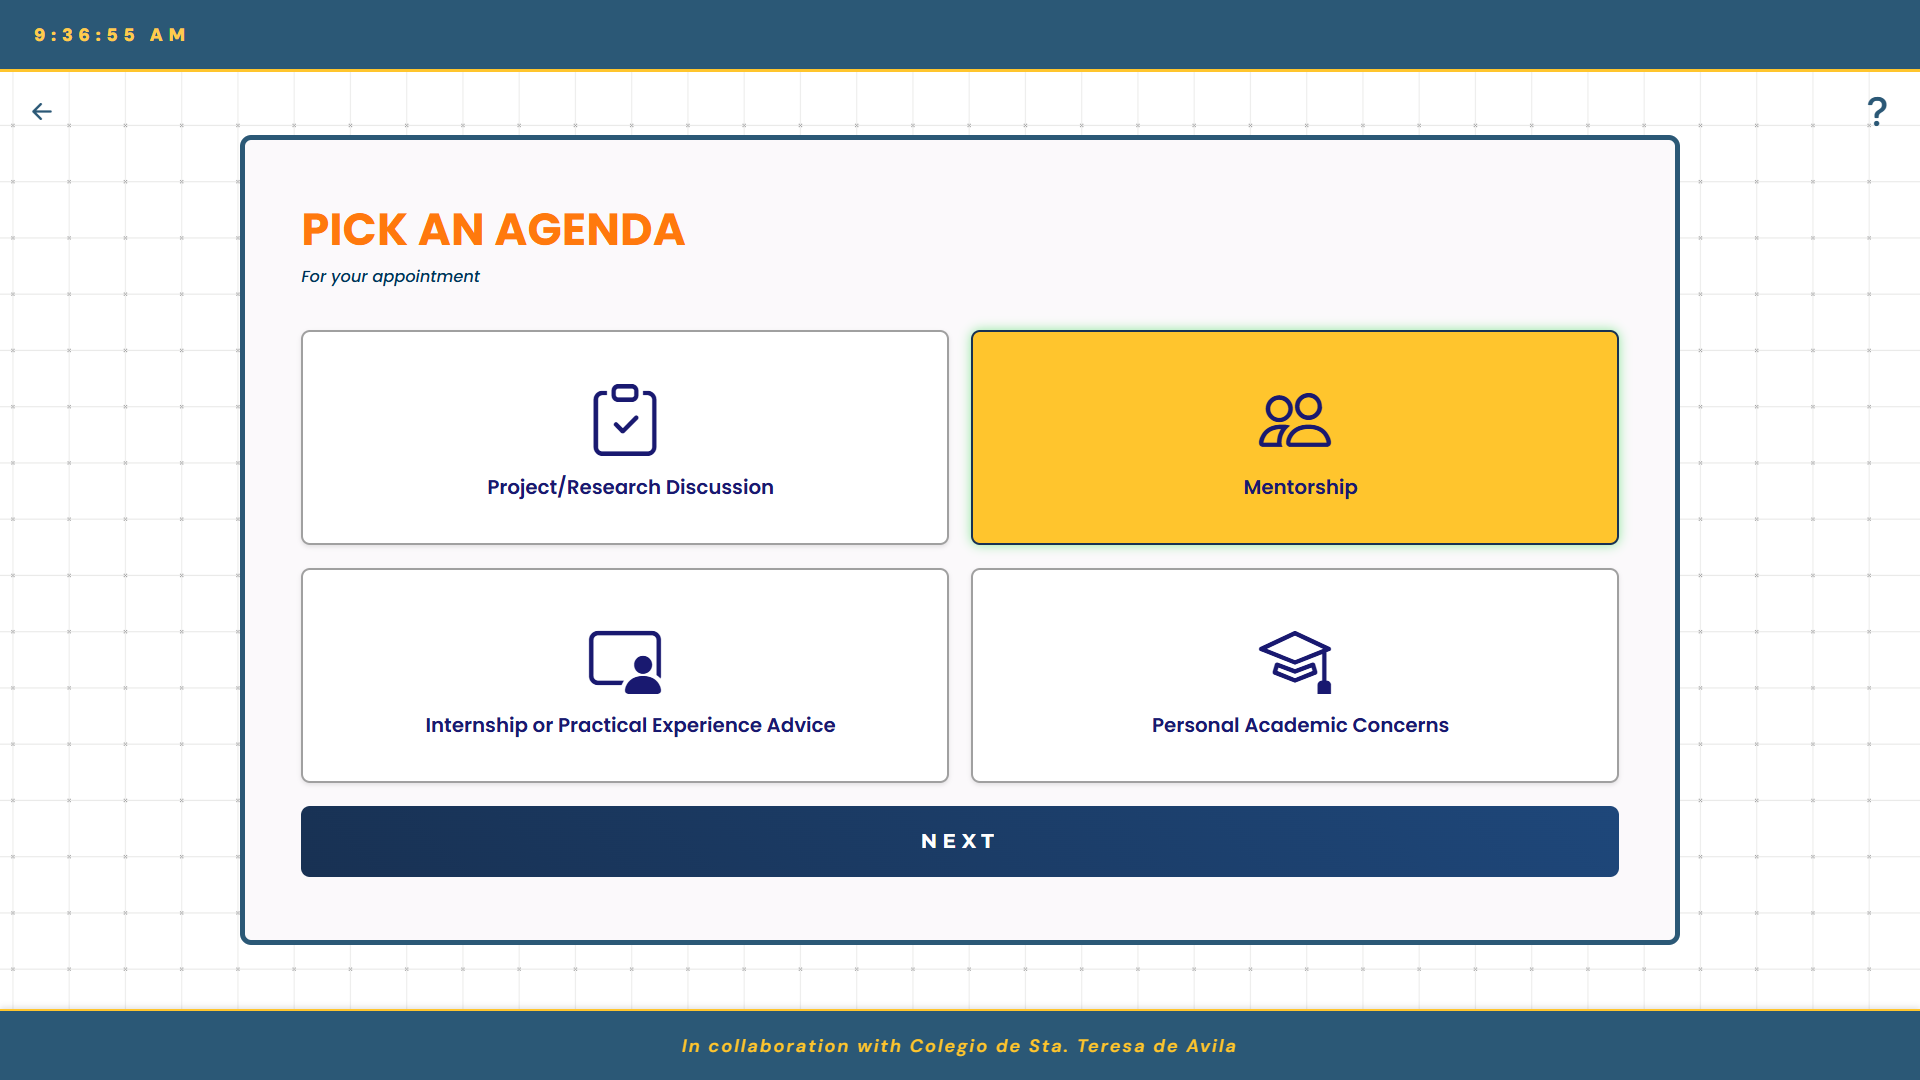 9:36:55 AM
?
PICK AN AGENDA
For your appointment
Project/Research Discussion
Mentorship
Internship or Practical Experience Advice
Personal Academic Concerns
NEXT
In collaboration with Colegio de Sta. Teresa de Avila